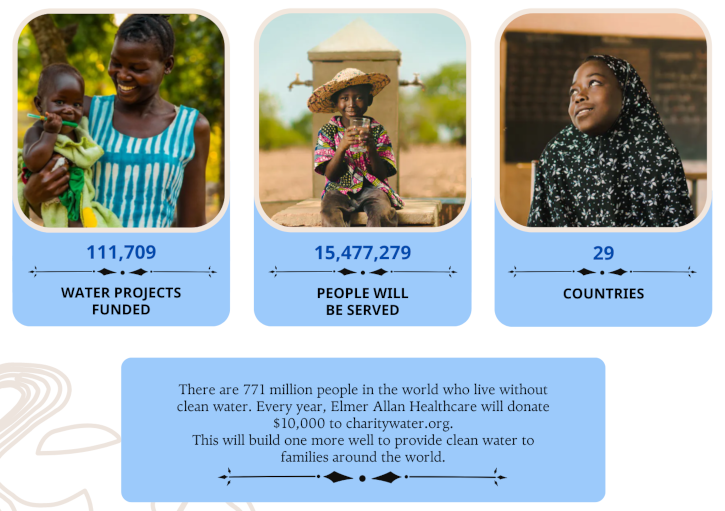 111,709
WATER PROJECTS
FUNDED
15,477,279
PEOPLE WILL
BE SERVED
29
COUNTRIES
There are 771 million people in the world who live without
clean water. Every year, Elmer Allan Healthcare will donate
$10,000 to charitywater.org.
This will build one more well to provide clean water to
families around the world.